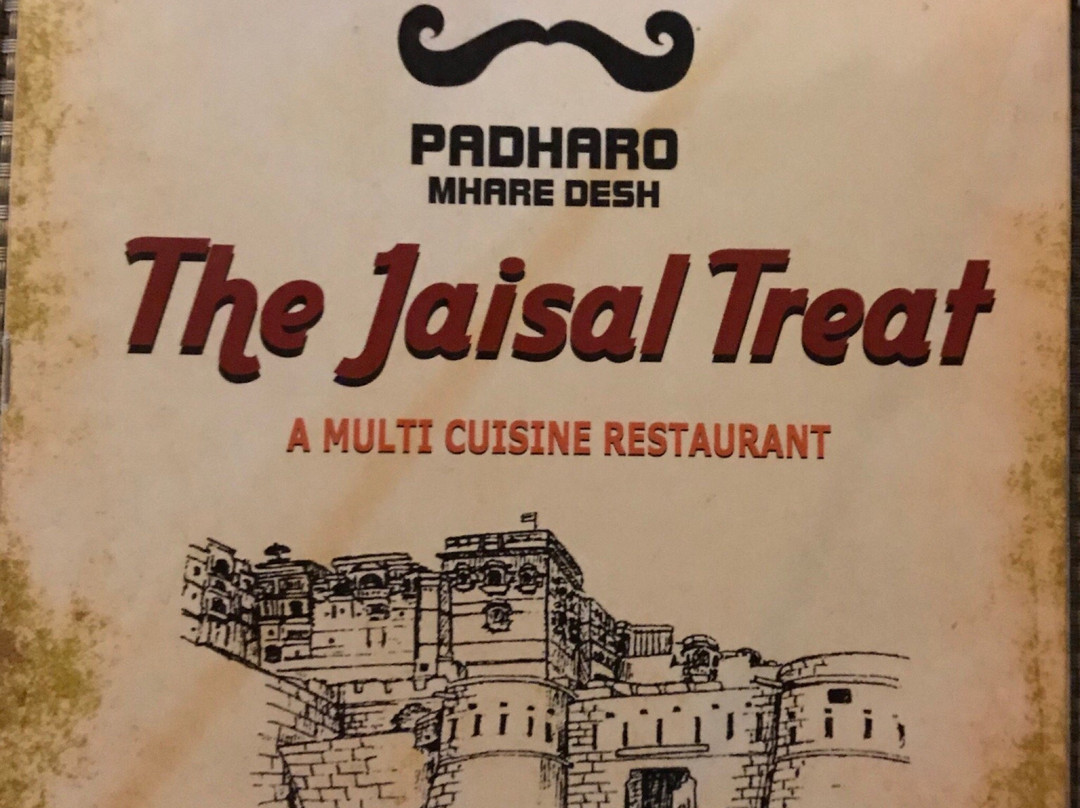 PADHARO
MHARE DESH
The Jaisal Treat
A MULTI CUISINE RESTAURANT